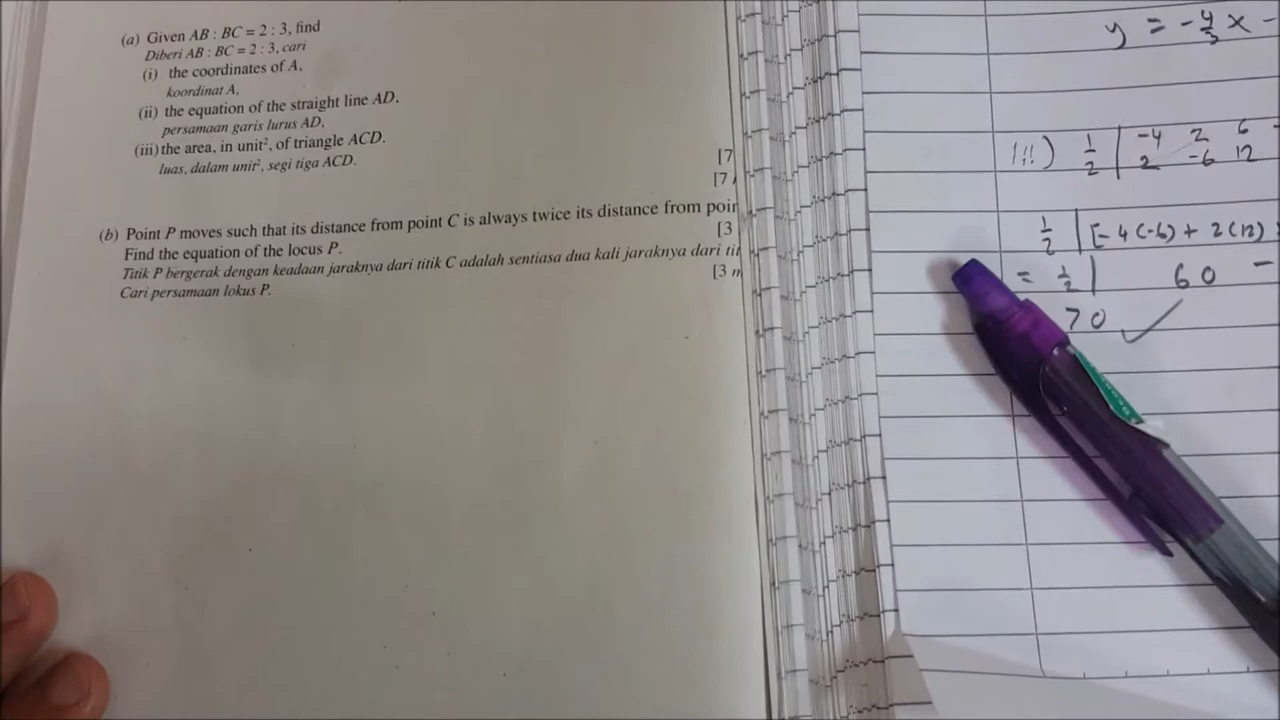 (a) Given AB : BC = 2 : 3, find
Diberi AB : BC = 2 : 3, cari
(i) the coordinates of A,
koordinat A,
(ii) the equation of the straight line AD.
persamaan garis lurus AD,
(iii) the area, in unit², of triangle ACD.
luas, dalam unit², segi tiga ACD.
[7
[7
(b) Point P moves such that its distance from point C is always twice its distance from
[3
Find the equation of the locus P.
Titik P bergerak dengan keadaan jaraknya dari titik C adalah sentiasa dua kali jaraknya dari
[3
Cari persamaan lokus P.
y = -4/3 x -
iii) 1/2 | -4 2 6
2 -6 12
1/2 | [-4(-6) + 2(12)
= 1/2 | 60 -
70 ✓